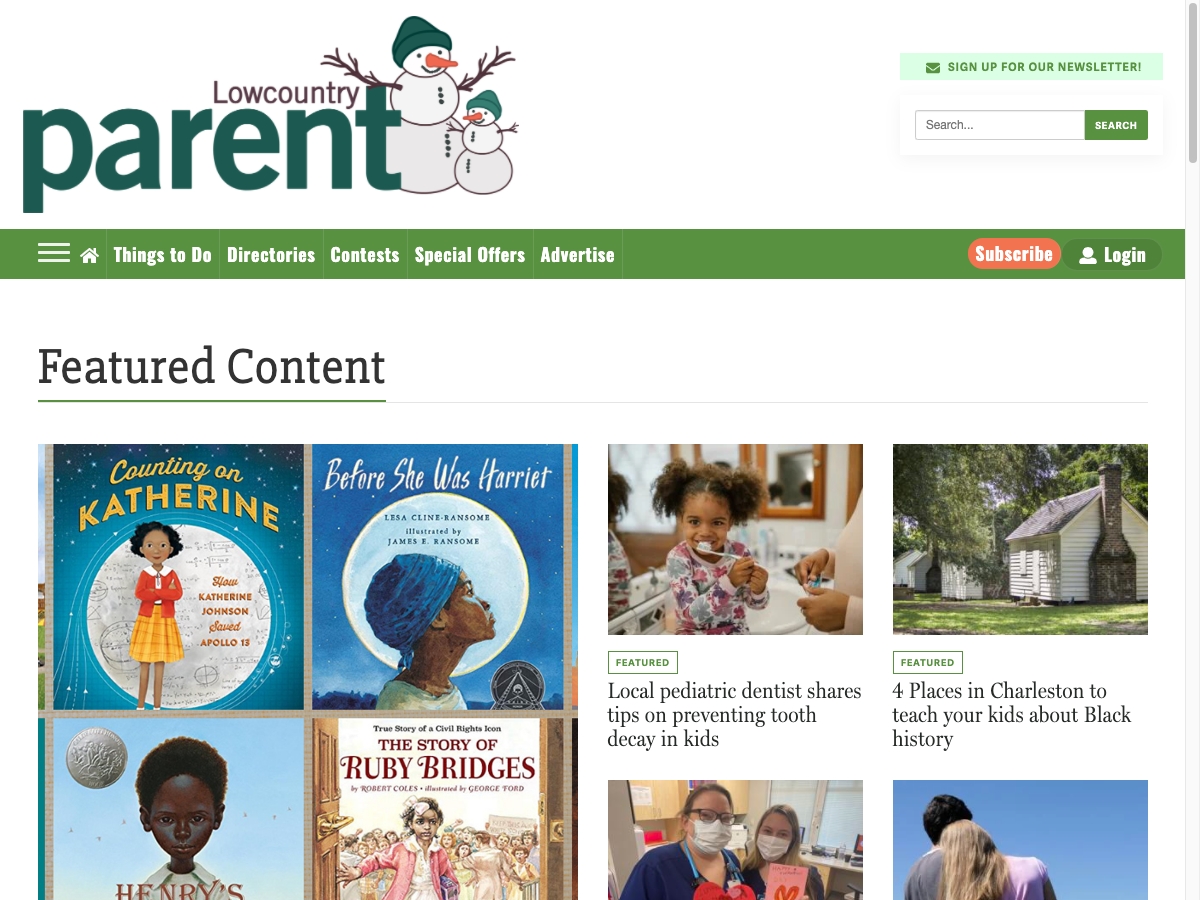 Lowcountry
parent
SIGN UP FOR OUR NEWSLETTER!
Search...
SEARCH
Things to Do
Directories
Contests
Special Offers
Advertise
Subscribe
Login
Featured Content
Counting on
KATHERINE
How
KATHERINE
JOHNSON
Saved
APOLLO 13
Before She Was Harriet
LESA CLINE-RANSOME
illustrated by
JAMES E. RANSOME
HENRY'S
True Story of a Civil Rights Icon
THE STORY OF
RUBY BRIDGES
by ROBERT COLES • illustrated by GEORGE FORD
FEATURED
Local pediatric dentist shares
tips on preventing tooth
decay in kids
FEATURED
4 Places in Charleston to
teach your kids about Black
history